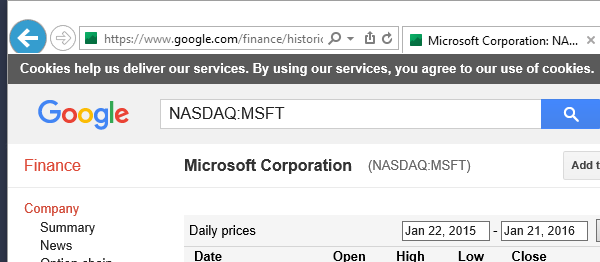 https://www.google.com/finance/historic
Microsoft Corporation: NA...
Cookies help us deliver our services. By using our services, you agree to our use of cookies.
Google
NASDAQ:MSFT
Finance
Microsoft Corporation (NASDAQ:MSFT)
Add t
Company
Summary
News
Option chain
Daily prices
Jan 22, 2015 - Jan 21, 2016
Date Open High Low Close